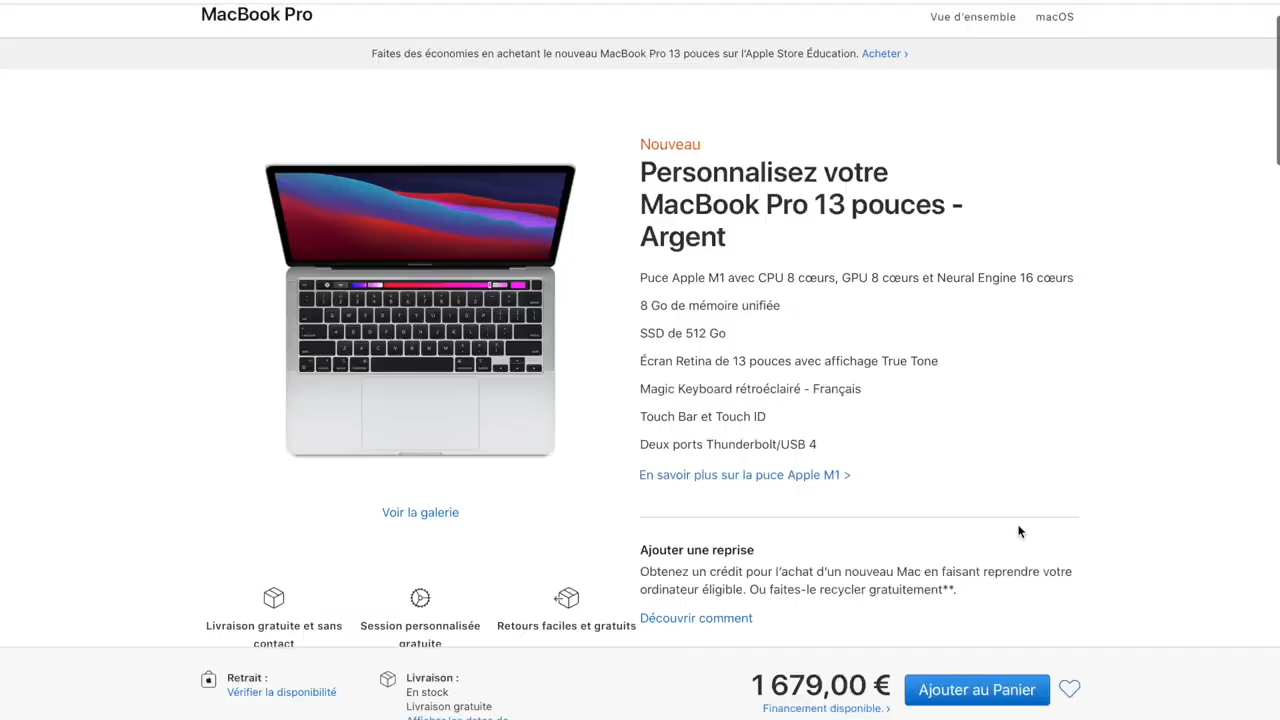 MacBook Pro
Vue d'ensemble
macOS
Faites des économies en achetant le nouveau MacBook Pro 13 pouces sur l'Apple Store Éducation. Acheter ›
Nouveau
Personnalisez votre
MacBook Pro 13 pouces -
Argent
Puce Apple M1 avec CPU 8 cœurs, GPU 8 cœurs et Neural Engine 16 cœurs
8 Go de mémoire unifiée
SSD de 512 Go
Écran Retina de 13 pouces avec affichage True Tone
Magic Keyboard rétroéclairé - Français
Touch Bar et Touch ID
Deux ports Thunderbolt/USB 4
En savoir plus sur la puce Apple M1 >
Voir la galerie
Ajouter une reprise
Obtenez un crédit pour l'achat d'un nouveau Mac en faisant reprendre votre
ordinateur éligible. Ou faites-le recycler gratuitement**.
Découvrir comment
Livraison gratuite et sans
contact
Session personnalisée
gratuite
Retours faciles et gratuits
Retrait :
Vérifier la disponibilité
Livraison :
En stock
Livraison gratuite
Afficher les dates de
1 679,00 €
Financement disponible. ›
Ajouter au Panier